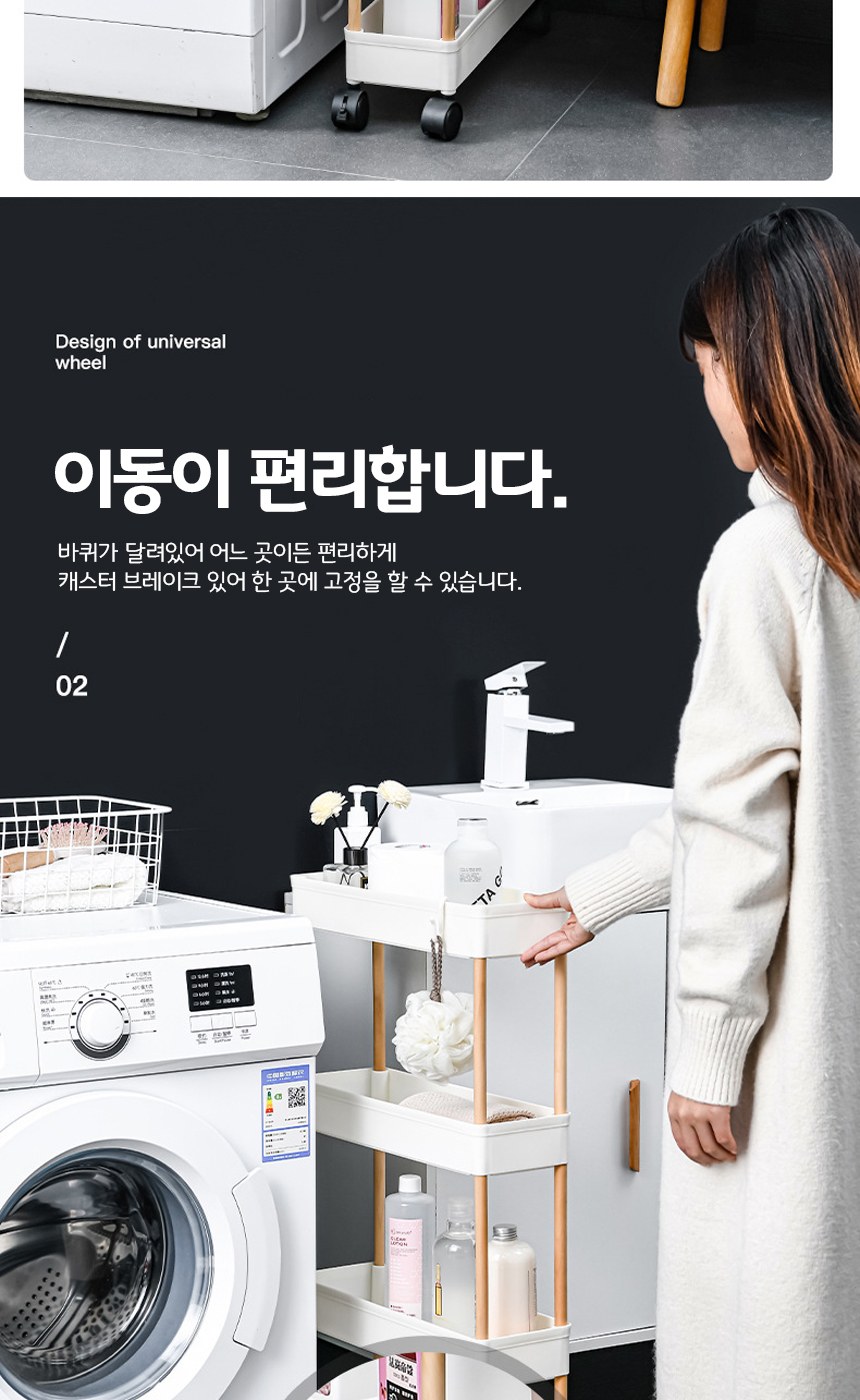 Design of universal
wheel
이동이 편리합니다.
바퀴가 달려있어 어느 곳이든 편리하게
캐스터 브레이크 있어 한 곳에 고정을 할 수 있습니다.
/
02
CLEAR
LOTION